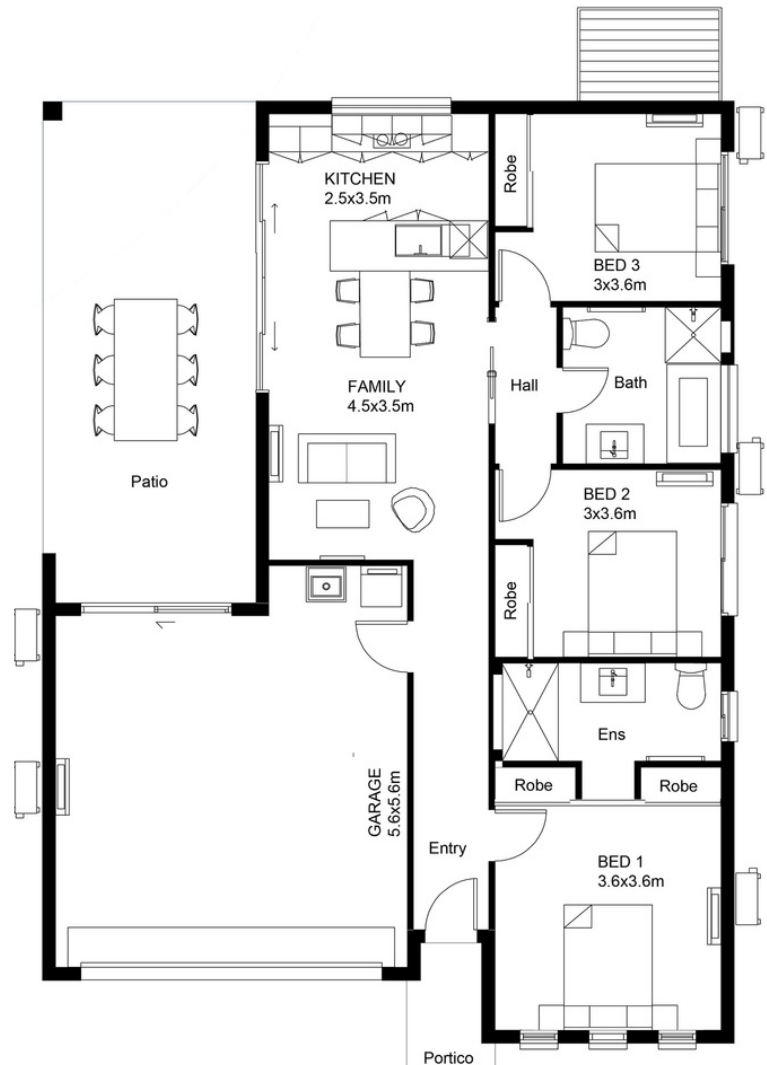 KITCHEN
2.5x3.5m
Robe
BED 3
3x3.6m
FAMILY
4.5x3.5m
Hall
Bath
Patio
BED 2
3x3.6m
Robe
Ens
Robe
Robe
GARAGE
5.6x5.6m
Entry
BED 1
3.6x3.6m
Portico